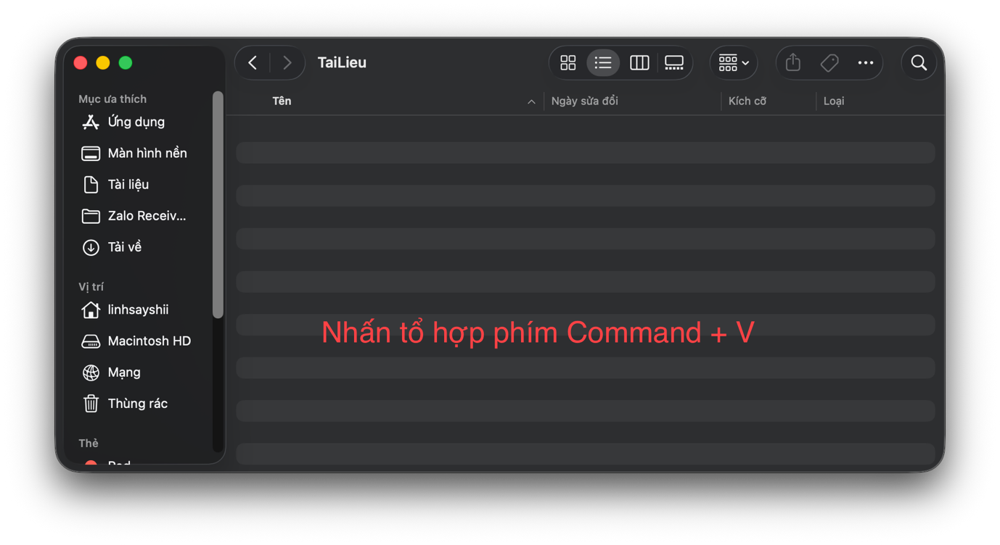 TaiLieu
Mục ưa thích
Ứng dụng
Màn hình nền
Tài liệu
Zalo Receiv...
Tải về
Vị trí
linhsayshii
Macintosh HD
Mạng
Thùng rác
Thẻ
Red
Tên
Ngày sửa đổi
Kích cỡ
Loại
Nhấn tổ hợp phím Command + V